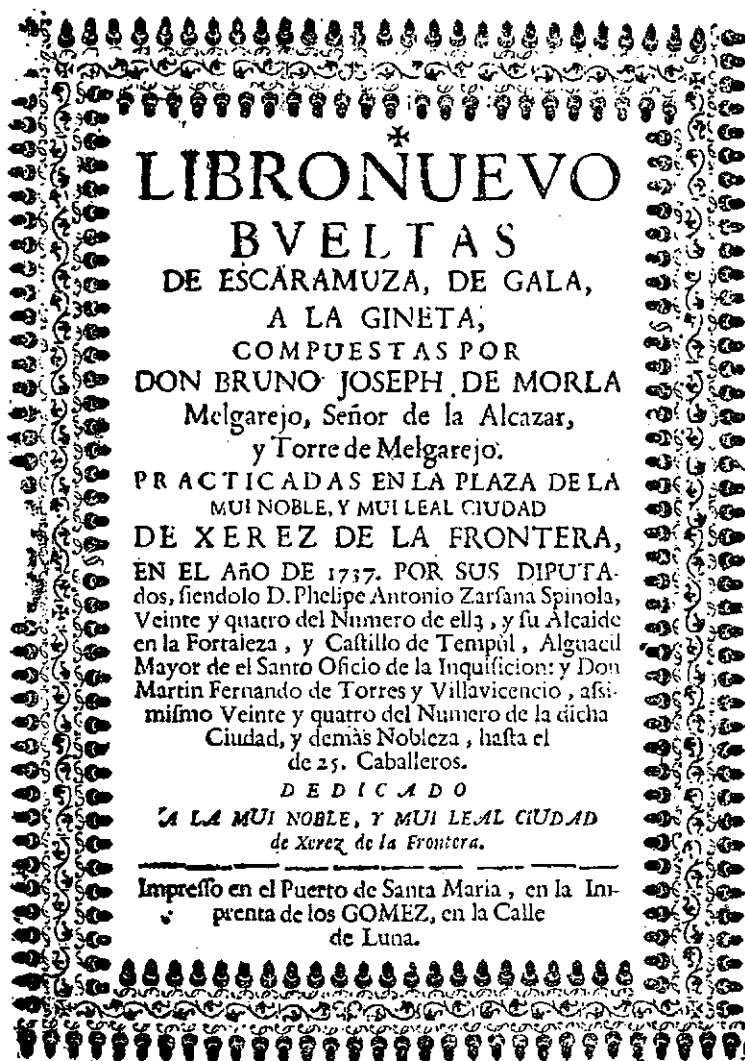 LIBRO NUEVO
BVELTAS
DE ESCARAMUZA, DE GALA,
A LA GINETA,
COMPUESTAS POR
DON BRUNO JOSEPH DE MORLA
Melgarejo, Señor de la Alcazar,
y Torre de Melgarejo.
PRACTICADAS EN LA PLAZA DE LA
MUI NOBLE, Y MUI LEAL CIUDAD
DE XEREZ DE LA FRONTERA,
EN EL AñO DE 1737. POR SUS DIPUTA-
dos, ſiendolo D. Phelipe Antonio Zarſana Spinola,
Veinte y quatro del Numero de ella, y ſu Alcaide
en la Fortaleza, y Caſtillo de Tempùl, Alguacil
Mayor de el Santo Oficio de la Inquiſicion: y Don
Martin Fernando de Torres y Villavicencio, aſsi-
miſmo Veinte y quatro del Numero de la dicha
Ciudad, y demàs Nobleza, haſta el
de 25. Caballeros.
DEDICADO
A LA MUI NOBLE, Y MUI LEAL CIUDAD
de Xerez de la Frontera.
Impreſſo en el Puerto de Santa Maria, en la Im-
prenta de los GOMEZ, en la Calle
de Luna.